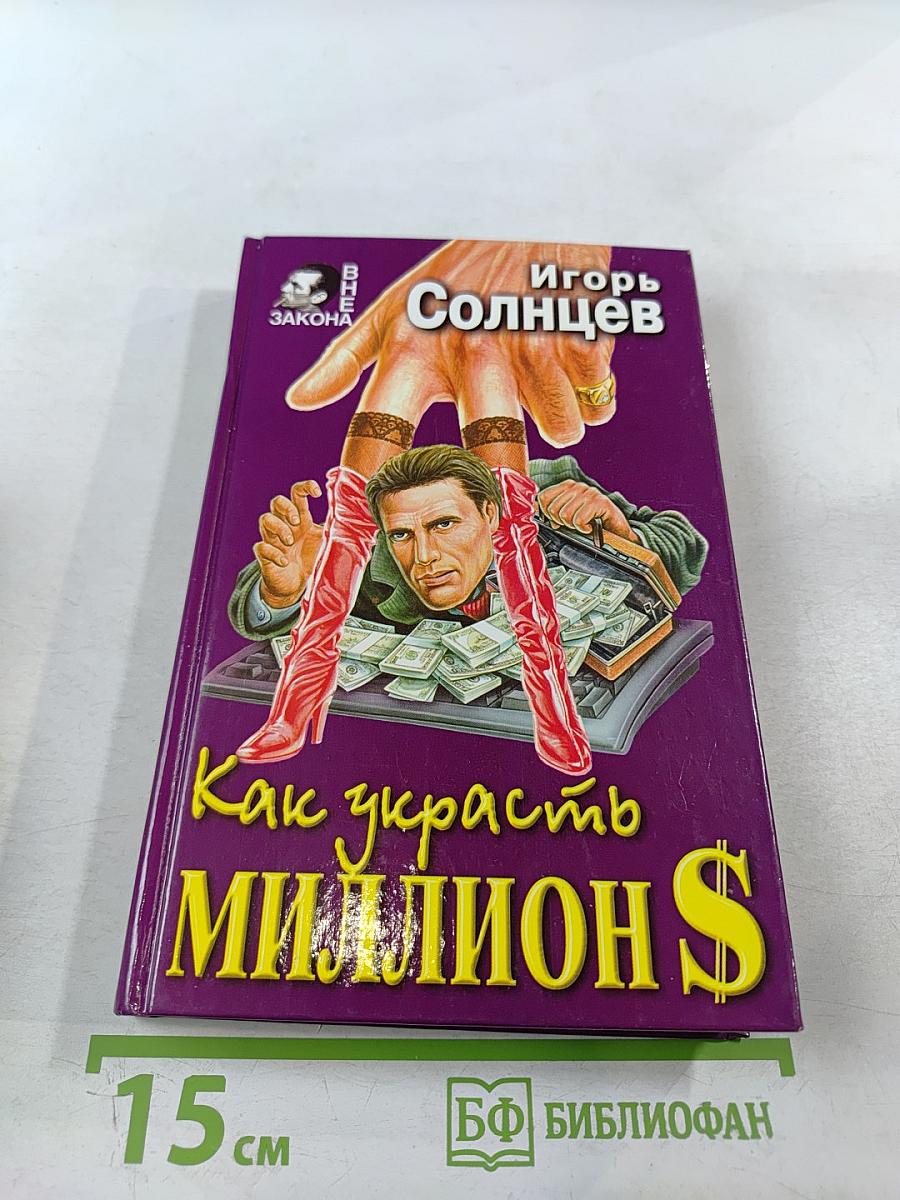 ВНЕ
ЗАКОНА
Игорь
Солнцев
Как украсть
МИЛЛИОН $
15 см
БФ БИБЛИОФАН